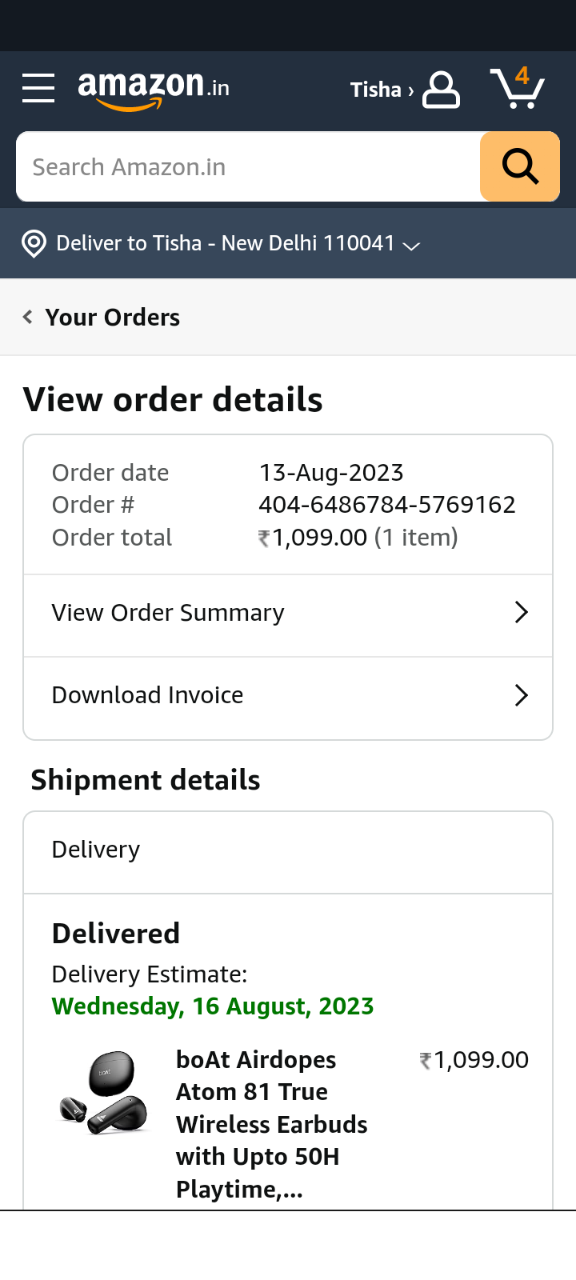 amazon.in
Tisha ›
4
Search Amazon.in
Deliver to Tisha - New Delhi 110041
Your Orders
View order details
Order date 13-Aug-2023
Order # 404-6486784-5769162
Order total ₹1,099.00 (1 item)
View Order Summary
Download Invoice
Shipment details
Delivery
Delivered
Delivery Estimate:
Wednesday, 16 August, 2023
boAt Airdopes ₹1,099.00
Atom 81 True
Wireless Earbuds
with Upto 50H
Playtime,...